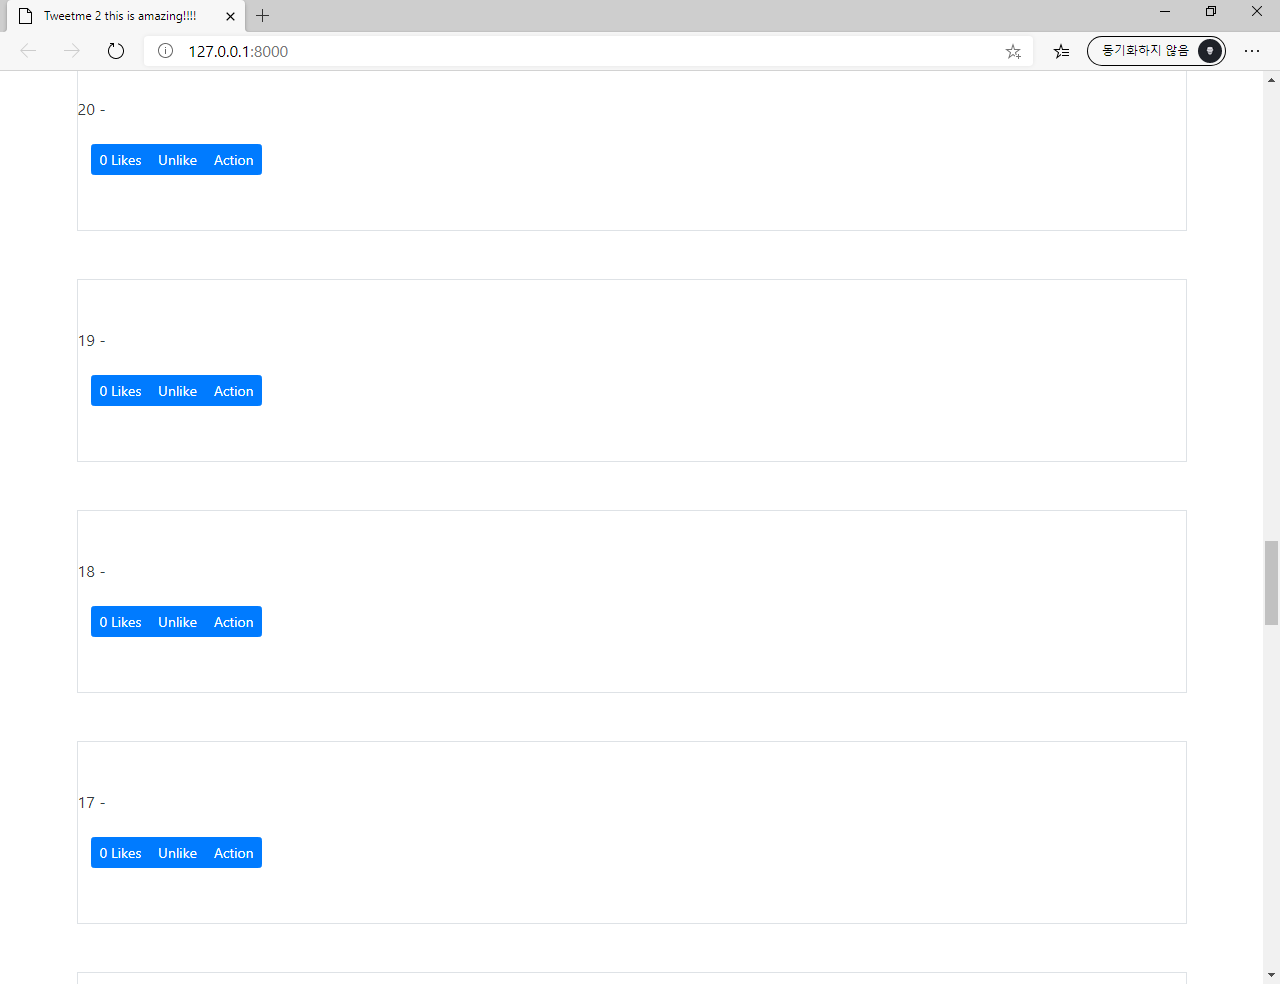 Tweetme 2 this is amazing!!!!
127.0.0.1:8000
동기화하지 않음
20 -
0 Likes Unlike Action
19 -
0 Likes Unlike Action
18 -
0 Likes Unlike Action
17 -
0 Likes Unlike Action